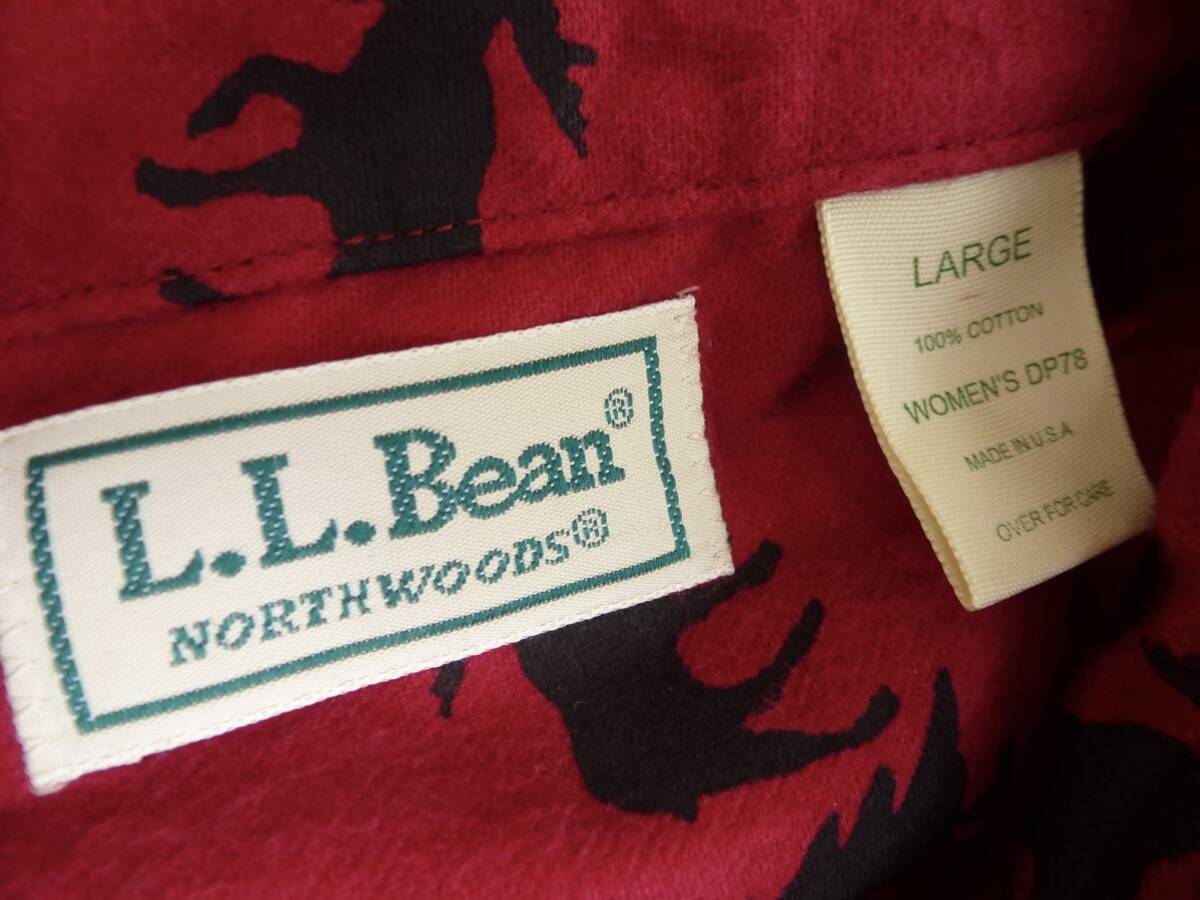 L.L.Bean®
NORTHWOODS®
LARGE
100% COTTON
WOMEN'S DP78
MADE IN U.S.A.
OVER FOR CARE